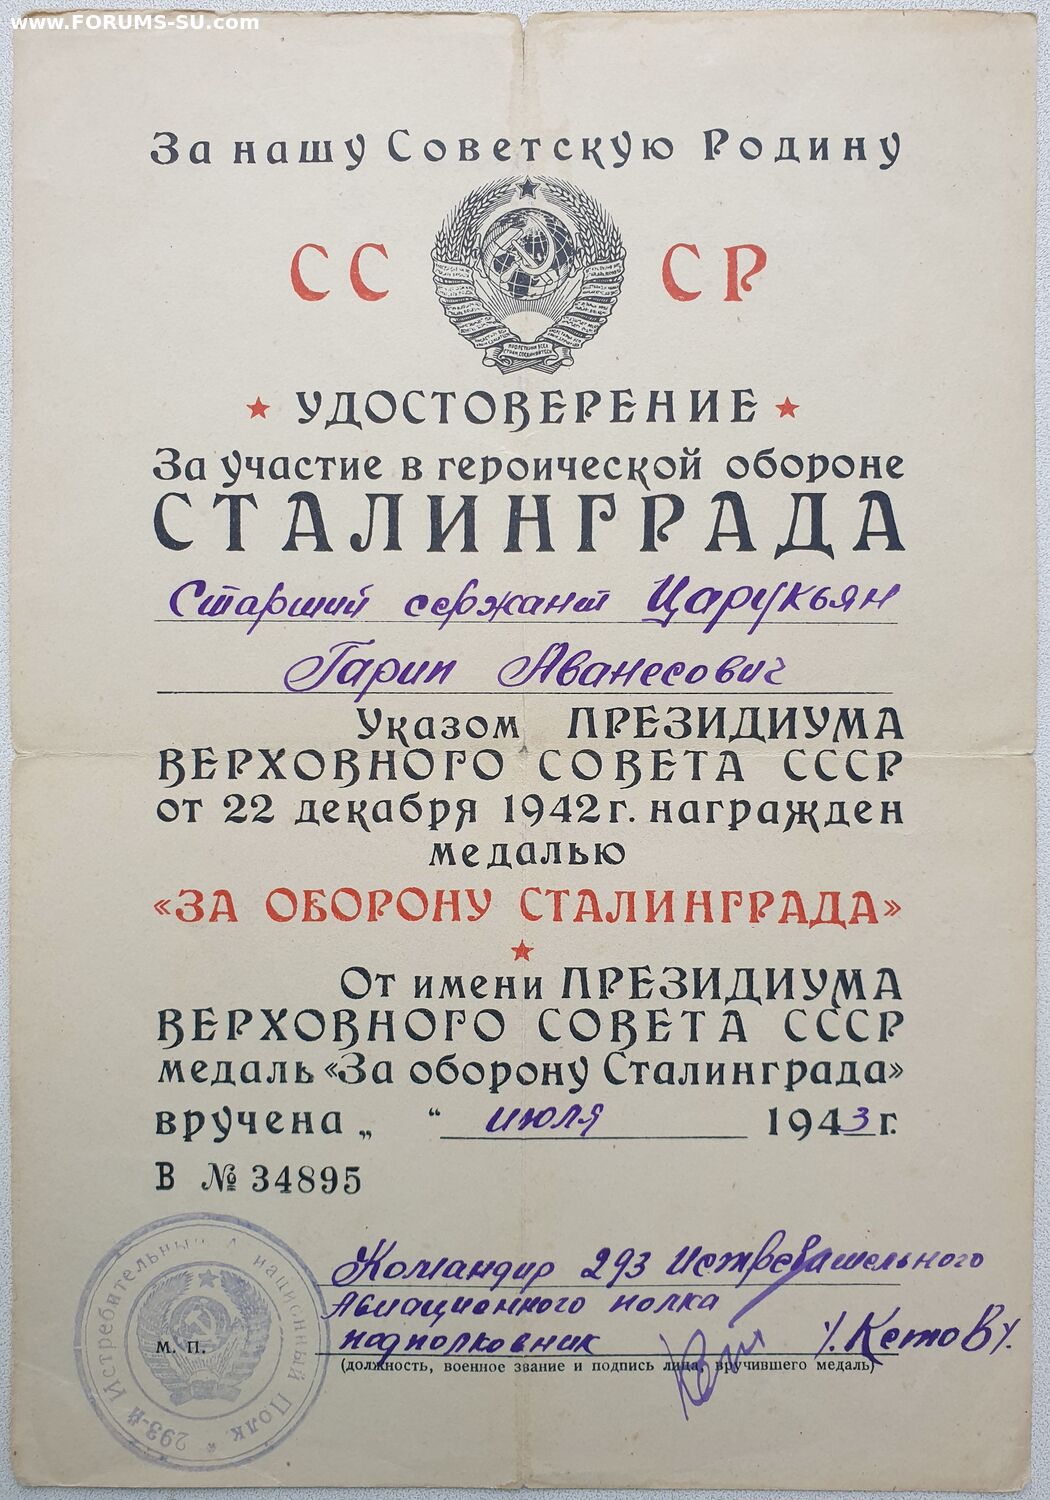 www.FORUMS-SU.com
За нашу Советскую Родину
СС СР
УДОСТОВЕРЕНИЕ
За участие в героической обороне
СТАЛИНГРАДА
Старший сержант Царукьян
Гарип Аванесович
Указом ПРЕЗИДИУМА
ВЕРХОВНОГО СОВЕТА СССР
от 22 декабря 1942 г. награжден
медалью
«ЗА ОБОРОНУ СТАЛИНГРАДА»
От имени ПРЕЗИДИУМА
ВЕРХОВНОГО СОВЕТА СССР
медаль «За оборону Сталинграда»
вручена „ “ июля 1943 г.
В № 34895
Командир 293 Истребительного
Авиационного полка
подполковник /Кетов/.
М. П.
(должность, военное звание и подпись лица, вручившего медаль)
293-й Истребительный Авиационный Полк